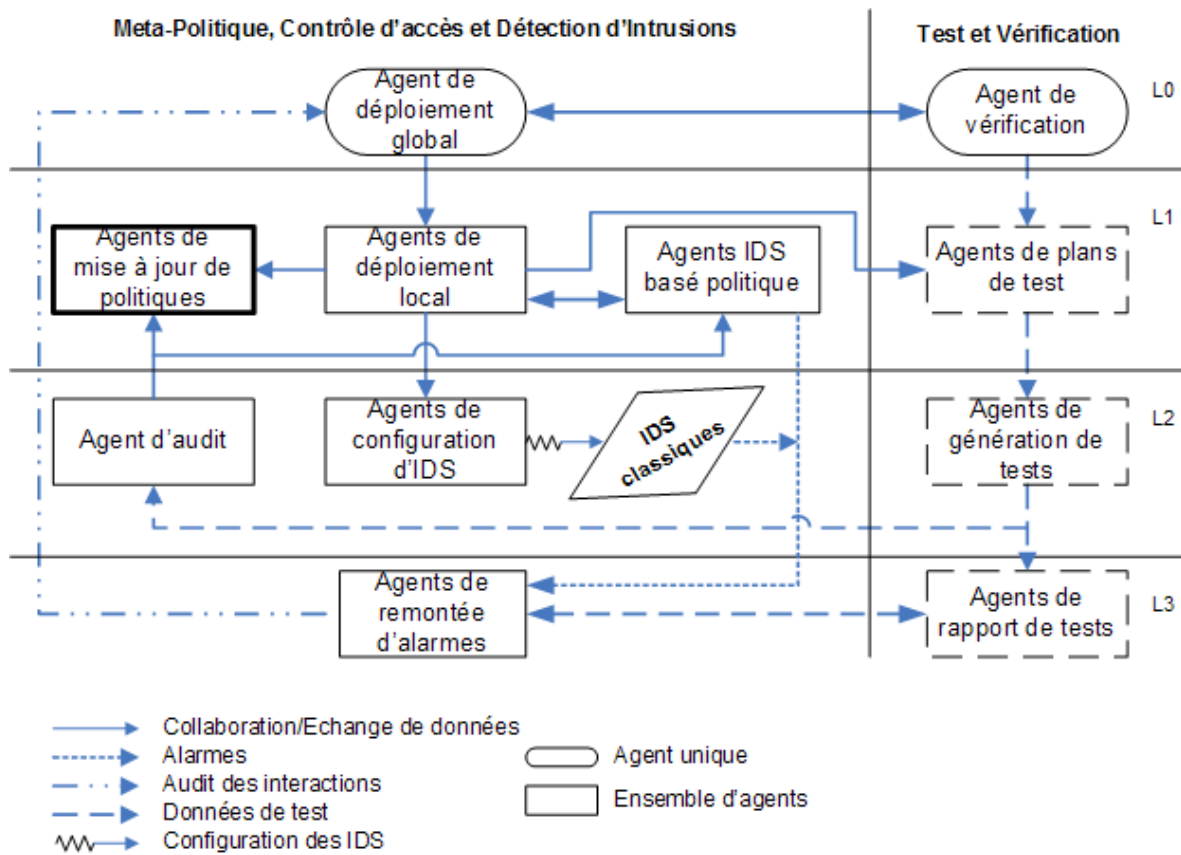 Meta-Politique, Contrôle d'accès et Détection d'Intrusions
Test et Vérification
Agent de
déploiement
global
Agent de
vérification
L0
Agents de
mise à jour de
politiques
Agents de
déploiement
local
Agents IDS
basé politique
Agents de plans
de test
L1
Agent d'audit
Agents de
configuration
d'IDS
IDS
classiques
Agents de
génération de
tests
L2
Agents de
remontée
d'alarmes
Agents de
rapport de tests
L3
Collaboration/Echange de données
Alarmes
Audit des interactions
Données de test
Configuration des IDS
Agent unique
Ensemble d'agents